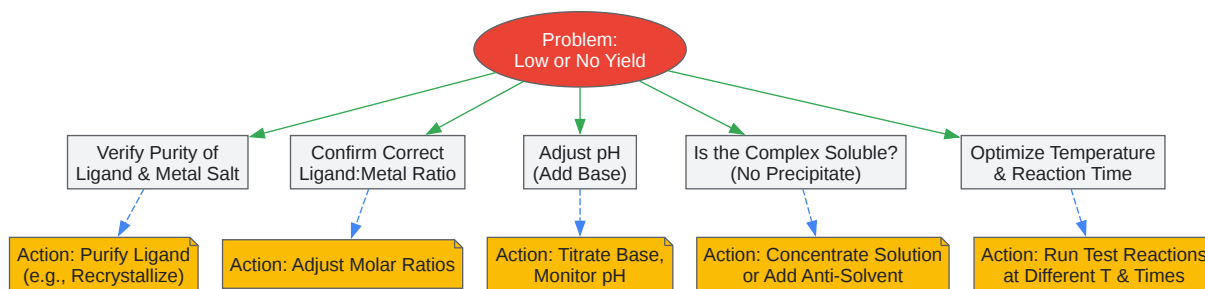 Problem:
Low or No Yield
Verify Purity of
Ligand & Metal Salt
Confirm Correct
Ligand:Metal Ratio
Adjust pH
(Add Base)
Is the Complex Soluble?
(No Precipitate)
Optimize Temperature
& Reaction Time
Action: Purify Ligand
(e.g., Recrystallize)
Action: Adjust Molar Ratios
Action: Titrate Base,
Monitor pH
Action: Concentrate Solution
or Add Anti-Solvent
Action: Run Test Reactions
at Different T & Times